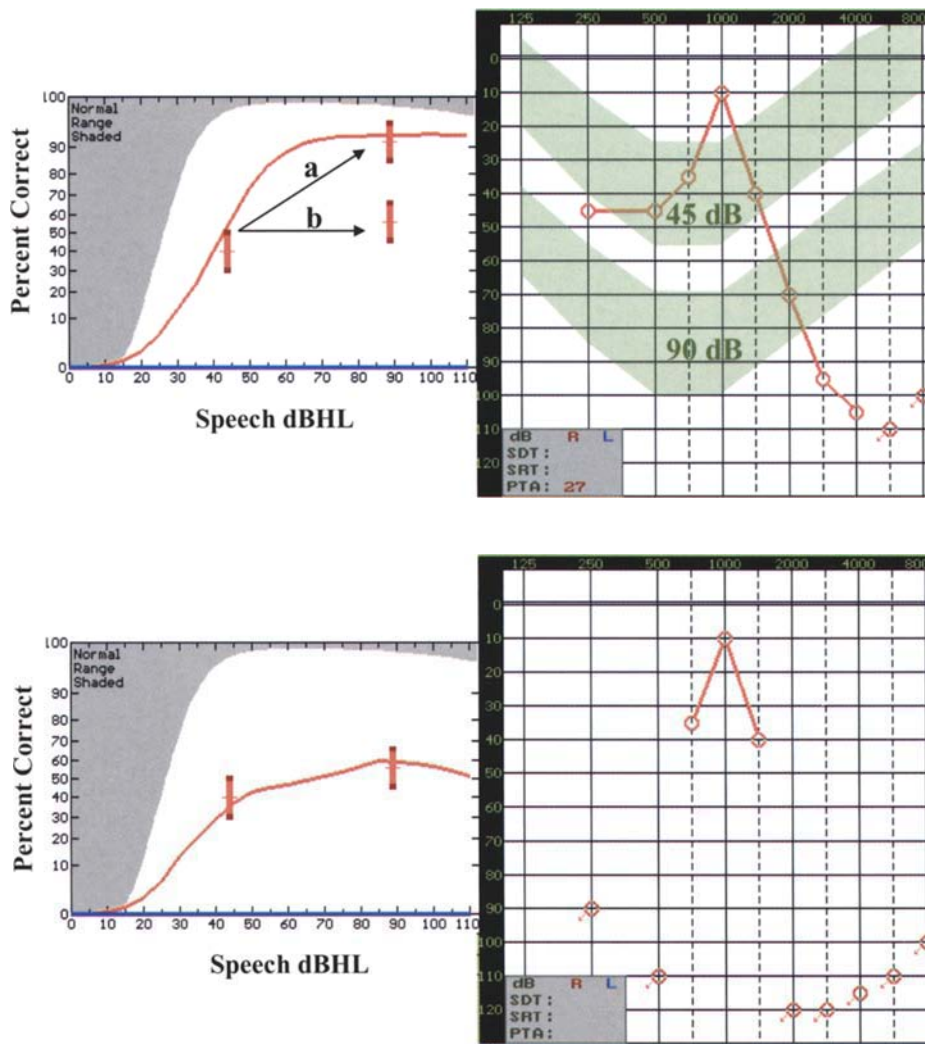 125 250 500 1000 2000 4000 800
100
90
80
70
60
50
40
30
20
10
0
Normal
Range
Shaded
a
b
Percent Correct
0 10 20 30 40 50 60 70 80 90 100 110
Speech dBHL
0
10
20
30
40
50
60
70
80
90
100
110
120
45 dB
90 dB
dB R L
SDT:
SRT:
PTA: 27
125 250 500 1000 2000 4000 800
100
90
80
70
60
50
40
30
20
10
0
Normal
Range
Shaded
Percent Correct
0 10 20 30 40 50 60 70 80 90 100 110
Speech dBHL
0
10
20
30
40
50
60
70
80
90
100
110
120
dB R L
SDT:
SRT:
PTA: